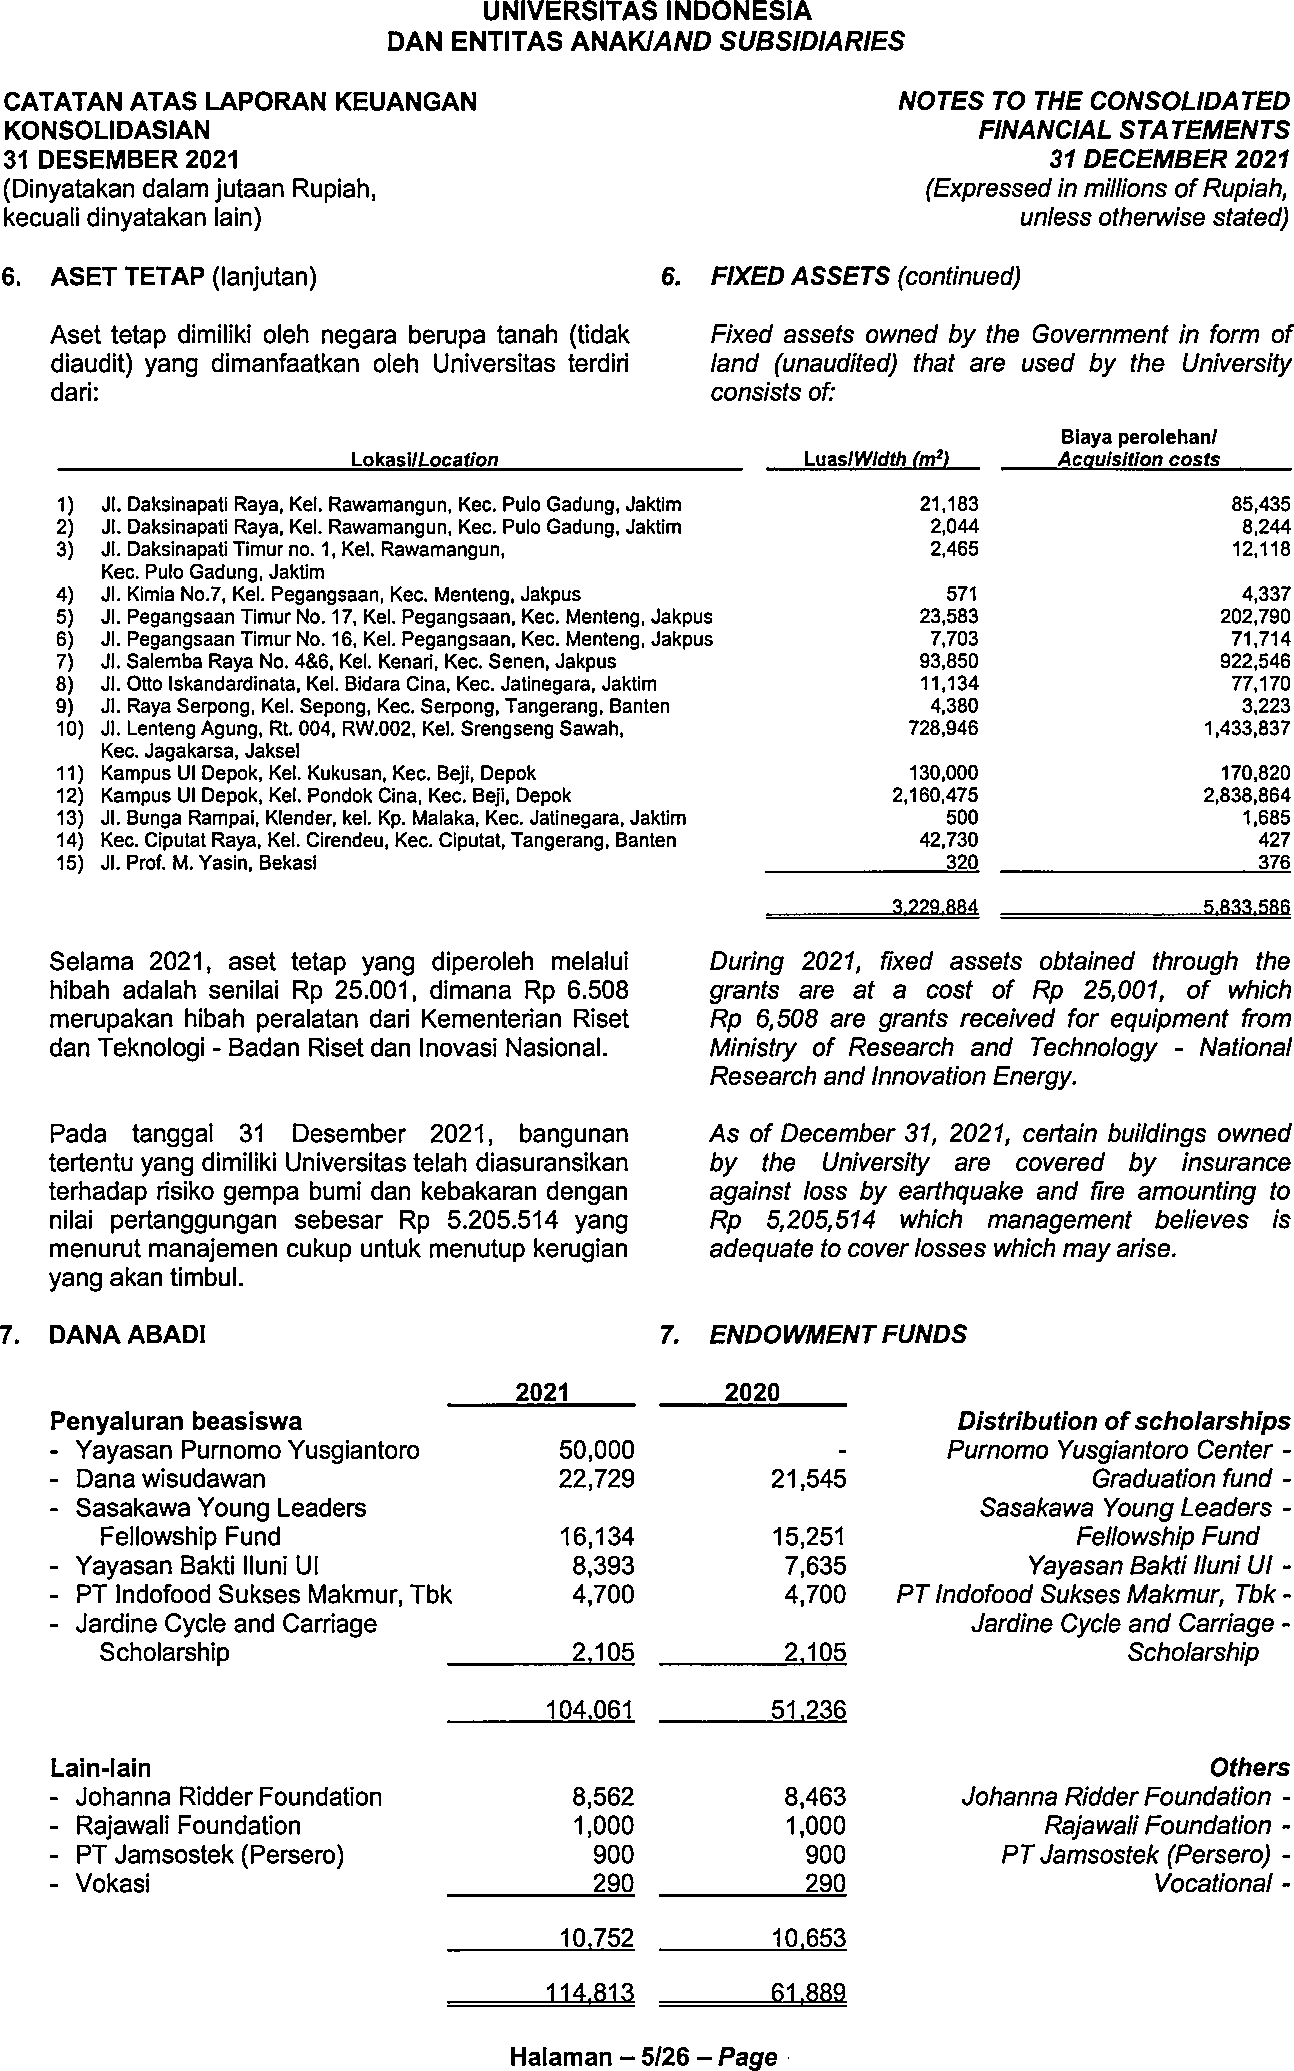 UNIVERSITAS INDONESIA
DAN ENTITAS ANAK/AND SUBSIDIARIES
CATATAN ATAS LAPORAN KEUANGAN
KONSOLIDASIAN
31 DESEMBER 2021
(Dinyatakan dalam jutaan Rupiah,
kecuali dinyatakan lain)
NOTES TO THE CONSOLIDATED
FINANCIAL STATEMENTS
31 DECEMBER 2021
(Expressed in millions of Rupiah,
unless otherwise stated)
6. ASET TETAP (lanjutan)
6. FIXED ASSETS (continued)
Aset tetap dimiliki oleh negara berupa tanah (tidak
diaudit) yang dimanfaatkan oleh Universitas terdiri
dari:
Fixed assets owned by the Government in form of
land (unaudited) that are used by the University
consists of:
Lokasi/Location Luas/Width (m²) Biaya perolehan/
Acquisition costs
1) Jl. Daksinapati Raya, Kel. Rawamangun, Kec. Pulo Gadung, Jaktim 21,183 85,435
2) Jl. Daksinapati Raya, Kel. Rawamangun, Kec. Pulo Gadung, Jaktim 2,044 8,244
3) Jl. Daksinapati Timur no. 1, Kel. Rawamangun, 2,465 12,118
Kec. Pulo Gadung, Jaktim
4) Jl. Kimia No.7, Kel. Pegangsaan, Kec. Menteng, Jakpus 571 4,337
5) Jl. Pegangsaan Timur No. 17, Kel. Pegangsaan, Kec. Menteng, Jakpus 23,583 202,790
6) Jl. Pegangsaan Timur No. 16, Kel. Pegangsaan, Kec. Menteng, Jakpus 7,703 71,714
7) Jl. Salemba Raya No. 4&6, Kel. Kenari, Kec. Senen, Jakpus 93,850 922,546
8) Jl. Otto Iskandardinata, Kel. Bidara Cina, Kec. Jatinegara, Jaktim 11,134 77,170
9) Jl. Raya Serpong, Kel. Sepong, Kec. Serpong, Tangerang, Banten 4,380 3,223
10) Jl. Lenteng Agung, Rt. 004, RW.002, Kel. Srengseng Sawah, 728,946 1,433,837
Kec. Jagakarsa, Jaksel
11) Kampus UI Depok, Kel. Kukusan, Kec. Beji, Depok 130,000 170,820
12) Kampus UI Depok, Kel. Pondok Cina, Kec. Beji, Depok 2,160,475 2,838,864
13) Jl. Bunga Rampai, Klender, kel. Kp. Malaka, Kec. Jatinegara, Jaktim 500 1,685
14) Kec. Ciputat Raya, Kel. Cirendeu, Kec. Ciputat, Tangerang, Banten 42,730 427
15) Jl. Prof. M. Yasin, Bekasi 320 376
3,229,884 5,833,586
Selama 2021, aset tetap yang diperoleh melalui
hibah adalah senilai Rp 25.001, dimana Rp 6.508
merupakan hibah peralatan dari Kementerian Riset
dan Teknologi - Badan Riset dan Inovasi Nasional.
During 2021, fixed assets obtained through the
grants are at a cost of Rp 25,001, of which
Rp 6,508 are grants received for equipment from
Ministry of Research and Technology - National
Research and Innovation Energy.
Pada tanggal 31 Desember 2021, bangunan
tertentu yang dimiliki Universitas telah diasuransikan
terhadap risiko gempa bumi dan kebakaran dengan
nilai pertanggungan sebesar Rp 5.205.514 yang
menurut manajemen cukup untuk menutup kerugian
yang akan timbul.
As of December 31, 2021, certain buildings owned
by the University are covered by insurance
against loss by earthquake and fire amounting to
Rp 5,205,514 which management believes is
adequate to cover losses which may arise.
7. DANA ABADI
7. ENDOWMENT FUNDS
2021 2020
Penyaluran beasiswa Distribution of scholarships
- Yayasan Purnomo Yusgiantoro 50,000 - Purnomo Yusgiantoro Center -
- Dana wisudawan 22,729 21,545 Graduation fund -
- Sasakawa Young Leaders Sasakawa Young Leaders -
Fellowship Fund 16,134 15,251 Fellowship Fund
- Yayasan Bakti Iluni UI 8,393 7,635 Yayasan Bakti Iluni UI -
- PT Indofood Sukses Makmur, Tbk 4,700 4,700 PT Indofood Sukses Makmur, Tbk -
- Jardine Cycle and Carriage Jardine Cycle and Carriage -
Scholarship 2,105 2,105 Scholarship
104,061 51,236
Lain-lain Others
- Johanna Ridder Foundation 8,562 8,463 Johanna Ridder Foundation -
- Rajawali Foundation 1,000 1,000 Rajawali Foundation -
- PT Jamsostek (Persero) 900 900 PT Jamsostek (Persero) -
- Vokasi 290 290 Vocational -
10,752 10,653
114,813 61,889
Halaman – 5/26 – Page